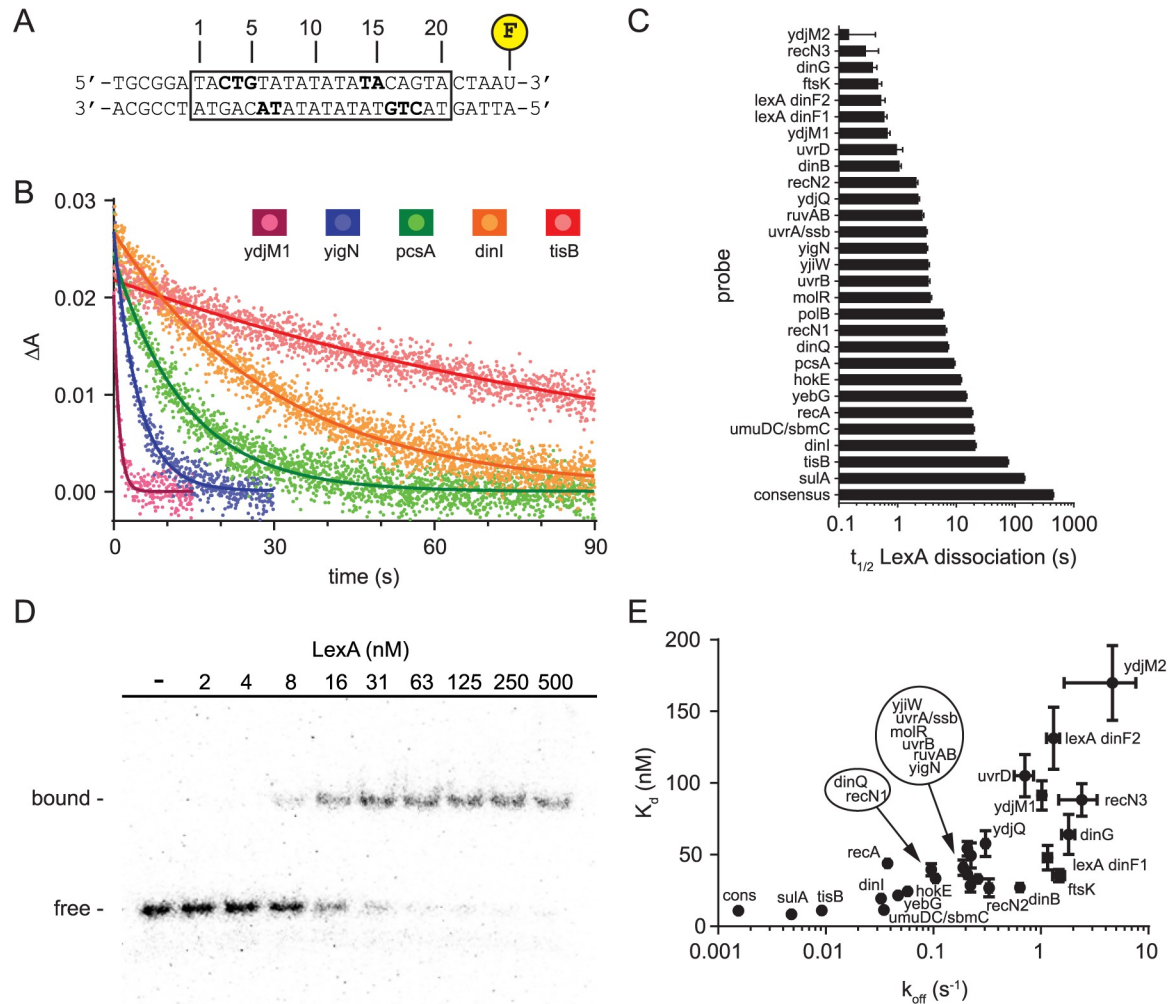 A
1 5 10 15 20 F
5’-TGCGGATACTGTATATATATACAGTACTAAU-3’
3’-ACGCCTATGACATATATATATGTCATGATTA-5’
B
ΔA
0.03
0.02
0.01
0.00
ydjM1 yigN pcsA dinI tisB
0 30 60 90
time (s)
C
probe
ydjM2
recN3
dinG
ftsK
lexA dinF2
lexA dinF1
ydjM1
uvrD
dinB
recN2
ydjQ
ruvAB
uvrA/ssb
yigN
yjiW
uvrB
molR
polB
recN1
dinQ
pcsA
hokE
yebG
recA
umuDC/sbmC
dinI
tisB
sulA
consensus
0.1 1 10 100 1000
t1/2 LexA dissociation (s)
D
LexA (nM)
– 2 4 8 16 31 63 125 250 500
bound -
free -
E
Kd (nM)
200
150
100
50
0
ydjM2
lexA dinF2
uvrD
ydjM1
recN3
dinG
lexA dinF1
ftsK
yjiW
uvrA/ssb
molR
uvrB
ruvAB
yigN
dinQ
recN1
ydjQ
recA
dinI
hokE
yebG
umuDC/sbmC
recN2
dinB
cons
sulA
tisB
0.001 0.01 0.1 1 10
koff (s-1)